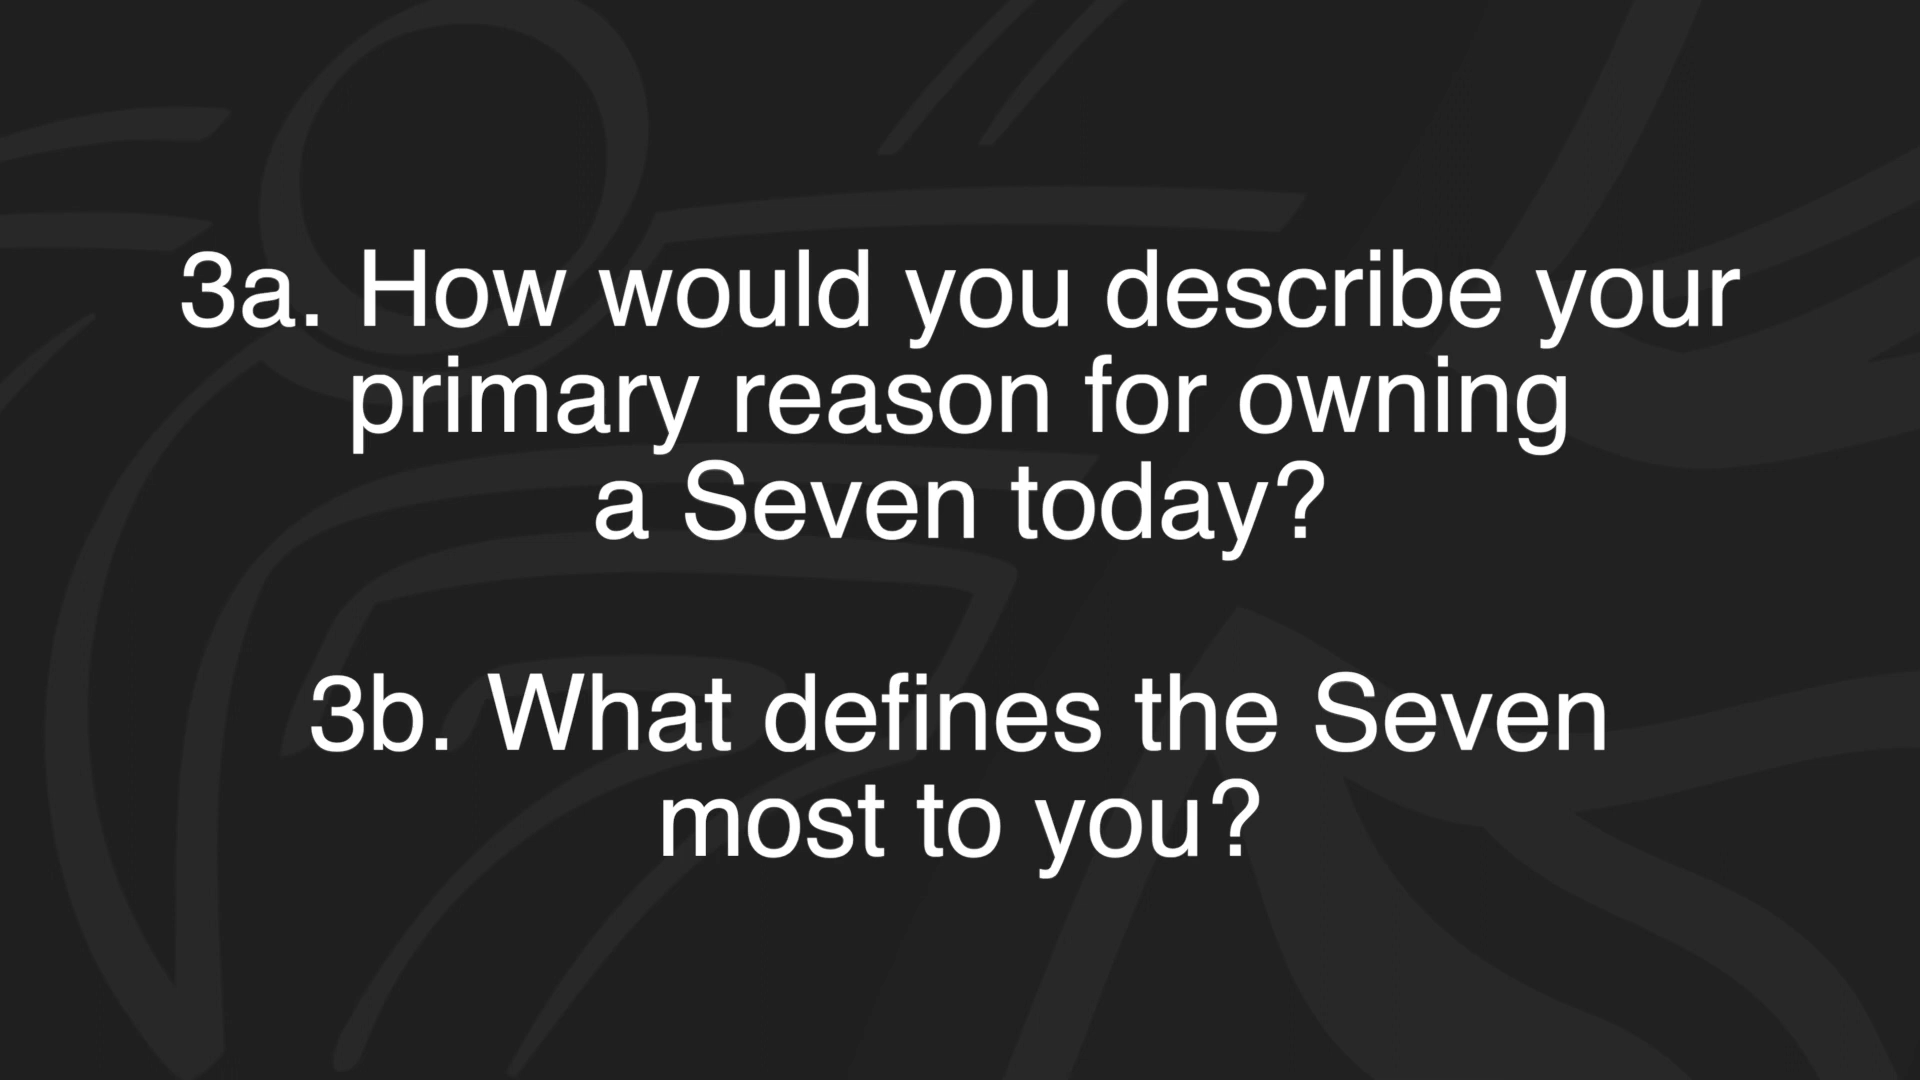 3a. How would you describe your
primary reason for owning
a Seven today?
3b. What defines the Seven
most to you?